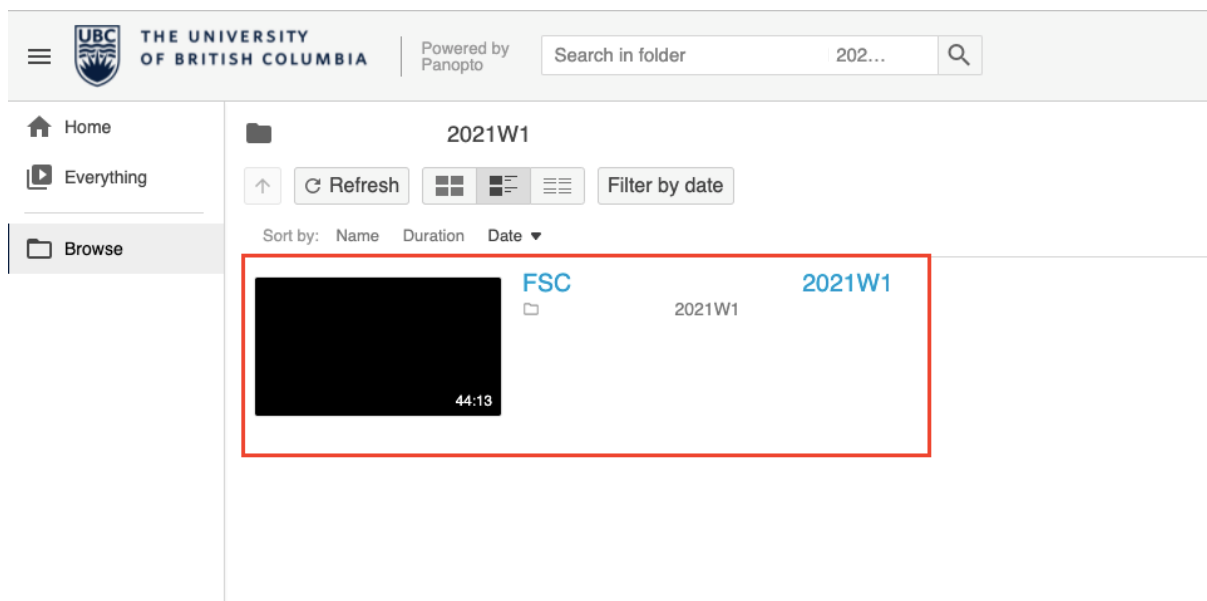 UBC
THE UNIVERSITY
OF BRITISH COLUMBIA
Powered by
Panopto
Search in folder 202...
Home
Everything
Browse
2021W1
Refresh
Filter by date
Sort by: Name Duration Date
FSC 2021W1
2021W1
44:13